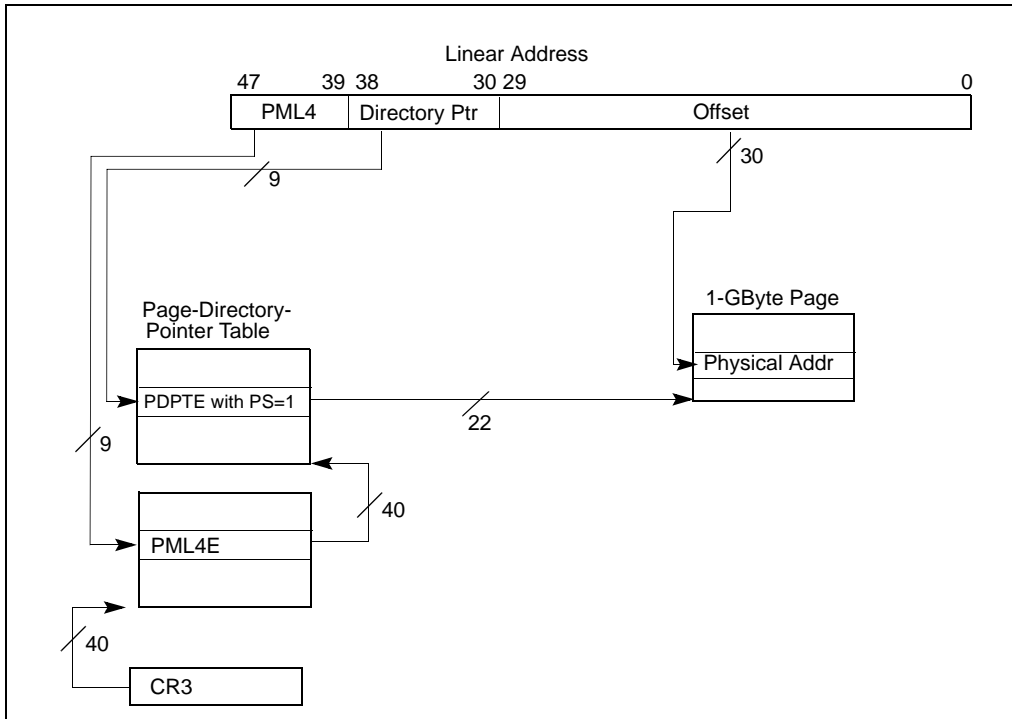 Linear Address
47 39 38 30 29 0
PML4 Directory Ptr Offset
9
30
Page-Directory-
Pointer Table
1-GByte Page
Physical Addr
PDPTE with PS=1
22
9
40
PML4E
40
CR3